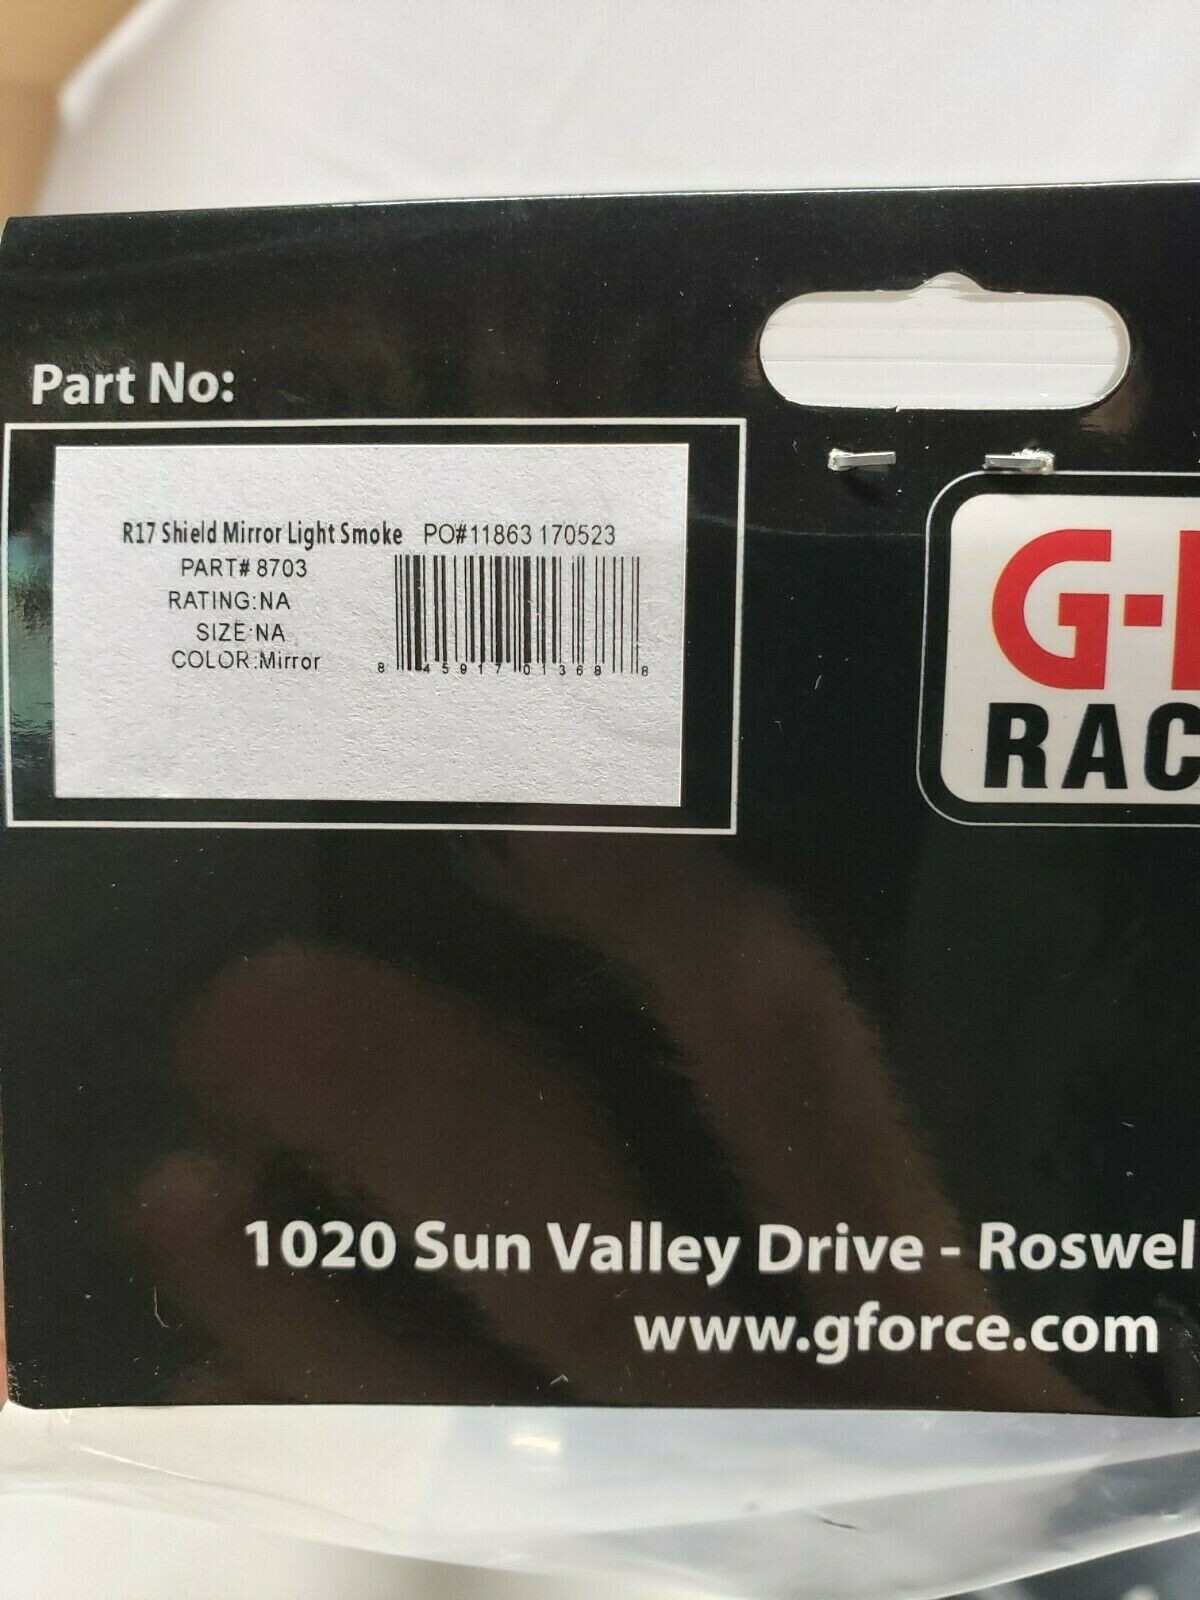 Part No:
R17 Shield Mirror Light Smoke PO#11863 170523
PART# 8703
RATING:NA
SIZE:NA
COLOR:Mirror
8 45917 01368 8
G-
RAC
1020 Sun Valley Drive - Roswel
www.gforce.com